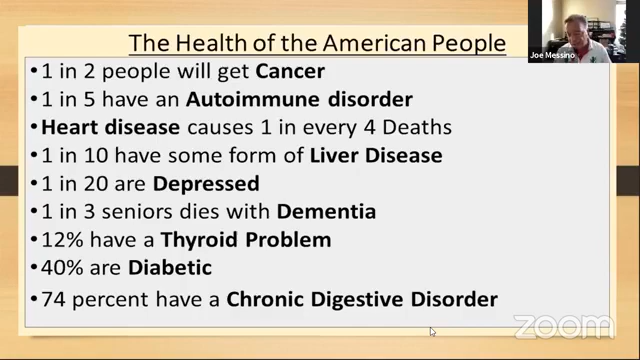 The Health of the American People
Joe Messino
•1 in 2 people will get Cancer
•1 in 5 have an Autoimmune disorder
•Heart disease causes 1 in every 4 Deaths
•1 in 10 have some form of Liver Disease
•1 in 20 are Depressed
•1 in 3 seniors dies with Dementia
•12% have a Thyroid Problem
•40% are Diabetic
•74 percent have a Chronic Digestive Disorder
zoom